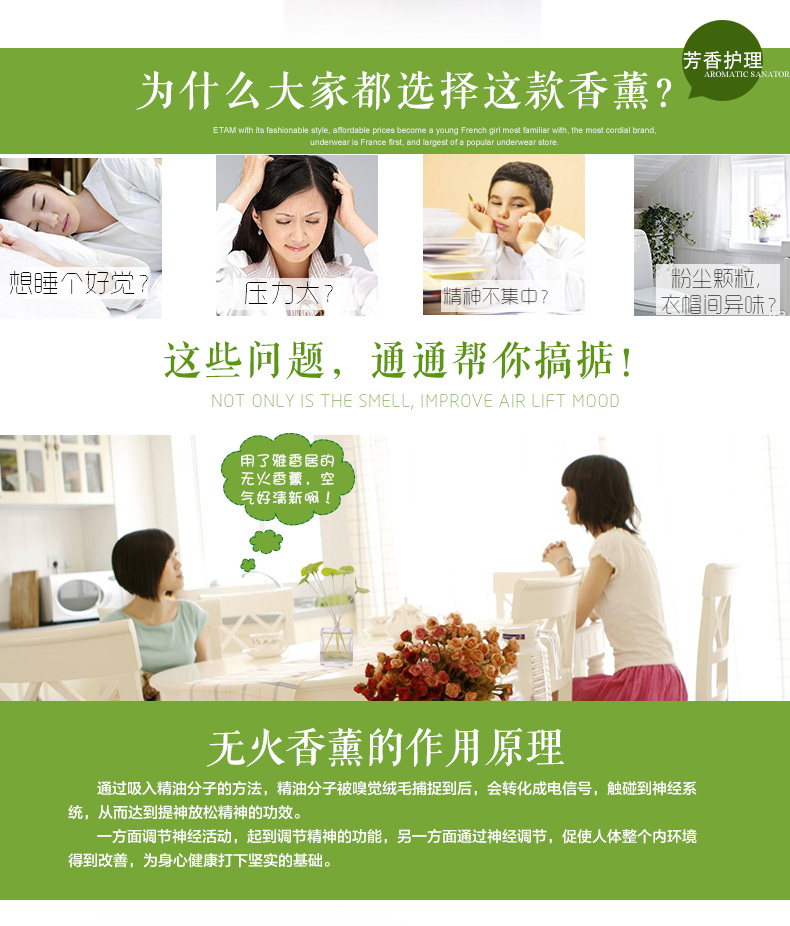 芳香护理
AROMATIC SANATOR
为什么大家都选择这款香薰?
ETAM with its fashionable style, affordable prices become a young French girl most familiar with, the most cordial brand,
underwear is France first, and largest of a popular underwear store.
想睡个好觉?
压力大?
精神不集中?
粉尘颗粒,
衣帽间异味?
这些问题，通通帮你搞掂!
NOT ONLY IS THE SMELL, IMPROVE AIR LIFT MOOD
用了雅香居的
无火香薰，空
气好清新啊！
无火香薰的作用原理
通过吸入精油分子的方法，精油分子被嗅觉绒毛捕捉到后，会转化成电信号，触碰到神经系
统，从而达到提神放松精神的功效。
一方面调节神经活动，起到调节精神的功能，另一方面通过神经调节，促使人体整个内环境
得到改善，为身心健康打下坚实的基础。